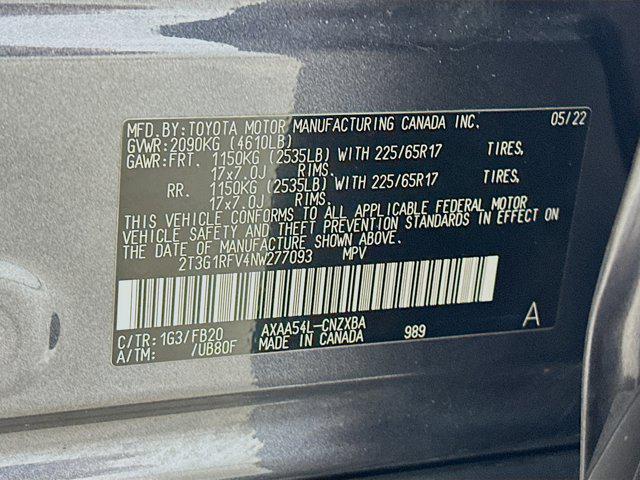 MFD.BY:TOYOTA MOTOR MANUFACTURING CANADA INC. 05/22
GVWR:2090KG (4610LB)
GAWR:FRT. 1150KG (2535LB) WITH 225/65R17 TIRES,
17x7.0J RIMS.
RR. 1150KG (2535LB) WITH 225/65R17 TIRES,
17x7.0J RIMS.
THIS VEHICLE CONFORMS TO ALL APPLICABLE FEDERAL MOTOR
VEHICLE SAFETY AND THEFT PREVENTION STANDARDS IN EFFECT ON
THE DATE OF MANUFACTURE SHOWN ABOVE.
2T3G1RFV4NW277093 MPV
C/TR:1G3/FB20 AXAA54L-CNZXBA 989 A
A/TM: /UB80F MADE IN CANADA